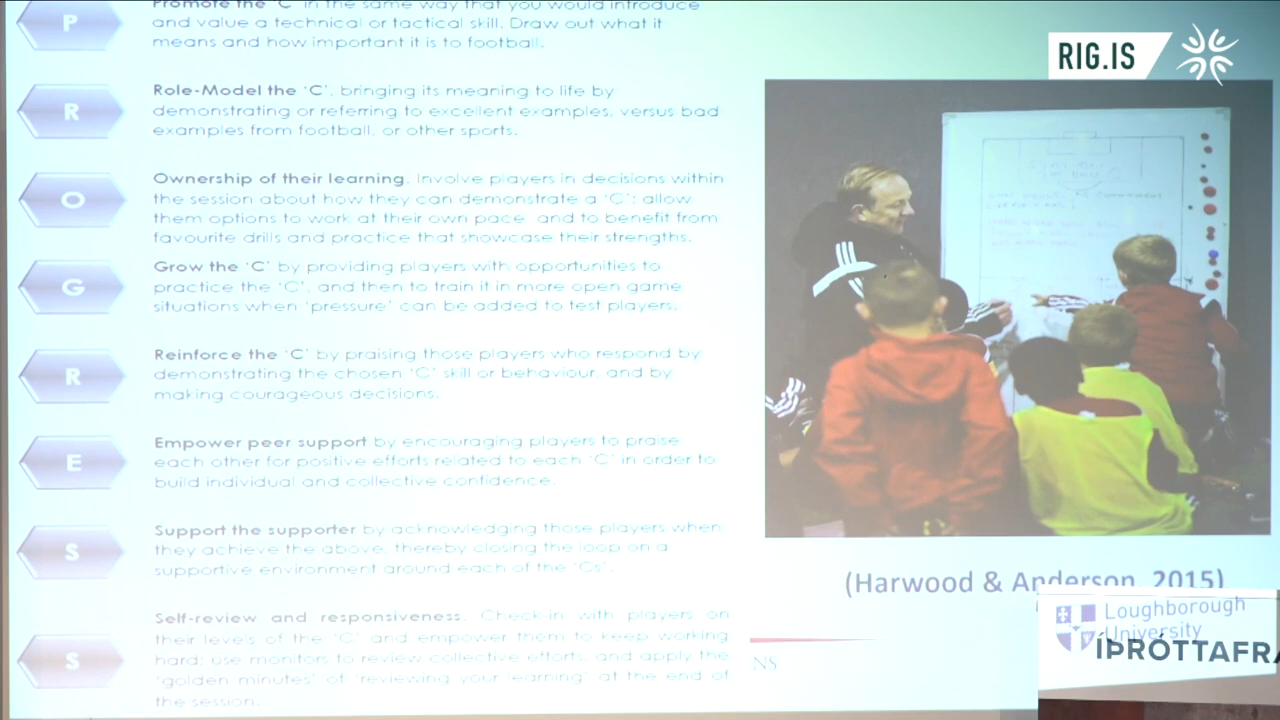 P
Promote the 'C' in the same way that you would introduce
and value a technical or tactical skill. Draw out what it
means and how important it is to football.
R
Role-Model the 'C', bringing its meaning to life by
demonstrating or referring to excellent examples, versus bad
examples from football, or other sports.
O
Ownership of their learning. Involve players in decisions within
the session about how they can demonstrate a 'C'; allow
them options to work at their own pace and to benefit from
favourite drills and practice that showcase their strengths.
G
Grow the 'C' by providing players with opportunities to
practice the 'C', and then to train it in more open game
situations when 'pressure' can be added to test players.
R
Reinforce the 'C' by praising those players who respond by
demonstrating the chosen 'C' skill or behaviour, and by
making courageous decisions.
E
Empower peer support by encouraging players to praise
each other for positive efforts related to each 'C' in order to
build individual and collective confidence.
S
Support the supporter by acknowledging those players when
they achieve the above, thereby closing the loop on a
supportive environment around each of the 'Cs'.
S
Self-review and responsiveness. Check-in with players on
their levels of the 'C' and empower them to keep working
hard; use monitors to review collective efforts, and apply the
'golden minutes' of 'reviewing your learning' at the end of
the session.
RIG.IS
(Harwood & Anderson, 2015)
NS
Loughborough
University
ÍÞRÓTTAFRA